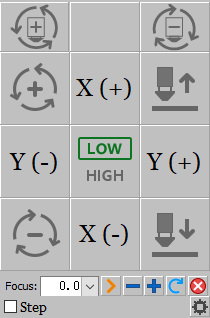 X (+)
Y (-)
LOW
HIGH
Y (+)
X (-)
Focus: 0.0
Step